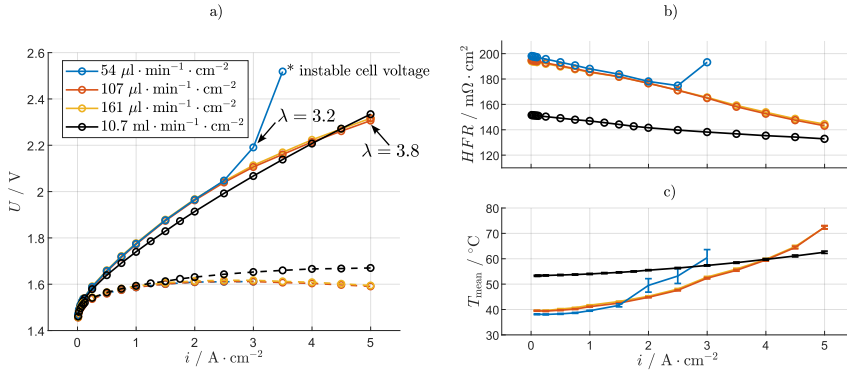 a)
2.6
2.4
2.2
2
1.8
1.6
1.4
U / V
54 μl · min⁻¹ · cm⁻²
107 μl · min⁻¹ · cm⁻²
161 μl · min⁻¹ · cm⁻²
10.7 ml · min⁻¹ · cm⁻²
* instable cell voltage
λ = 3.2
λ = 3.8
0 1 2 3 4 5
i / A · cm⁻²
b)
200
180
160
140
120
HFR / mΩ · cm²
c)
80
70
60
50
40
30
T_mean / °C
0 1 2 3 4 5
i / A · cm⁻²